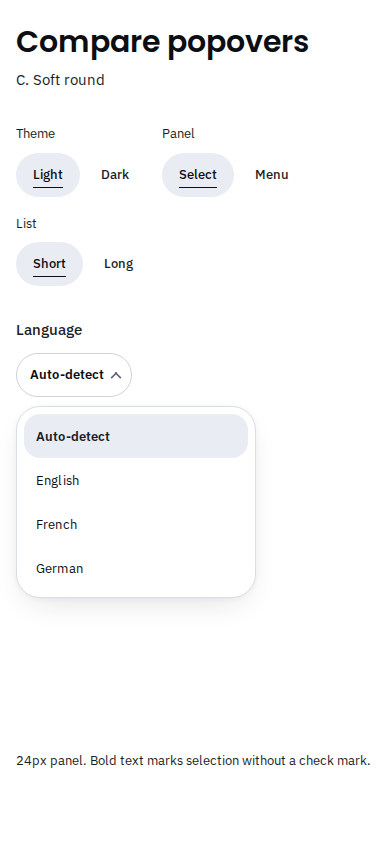 Compare popovers
C. Soft round
Theme
Panel
Light
Dark
Select
Menu
List
Short
Long
Language
Auto-detect
Auto-detect
English
French
German
24px panel. Bold text marks selection without a check mark.